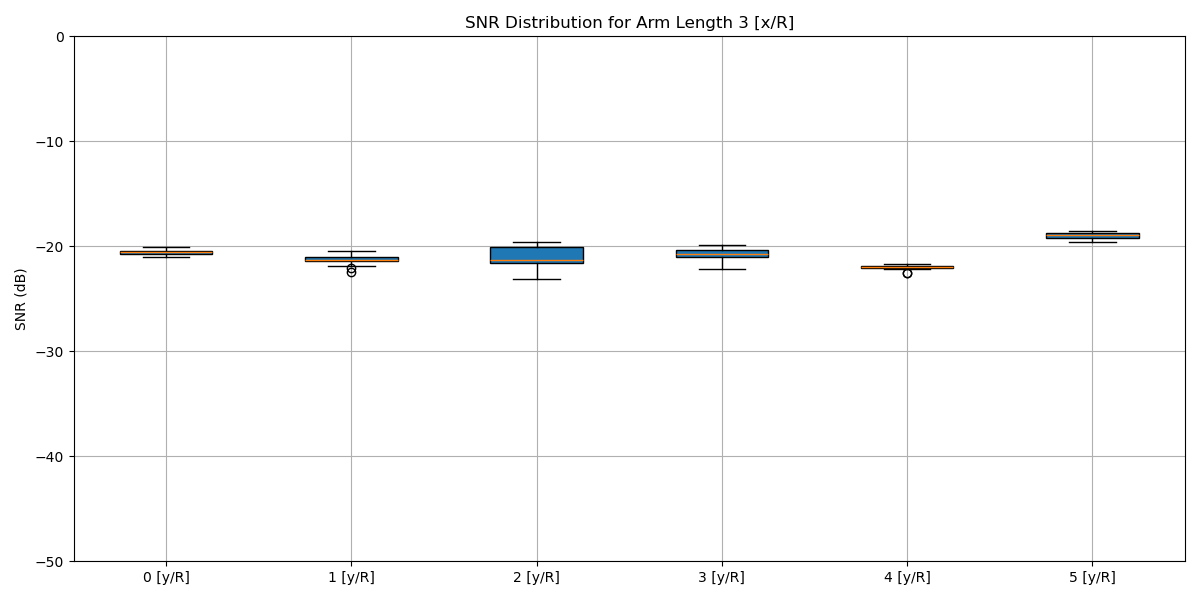 SNR Distribution for Arm Length 3 [x/R]
0
−10
−20
−30
−40
−50
SNR (dB)
0 [y/R]
1 [y/R]
2 [y/R]
3 [y/R]
4 [y/R]
5 [y/R]